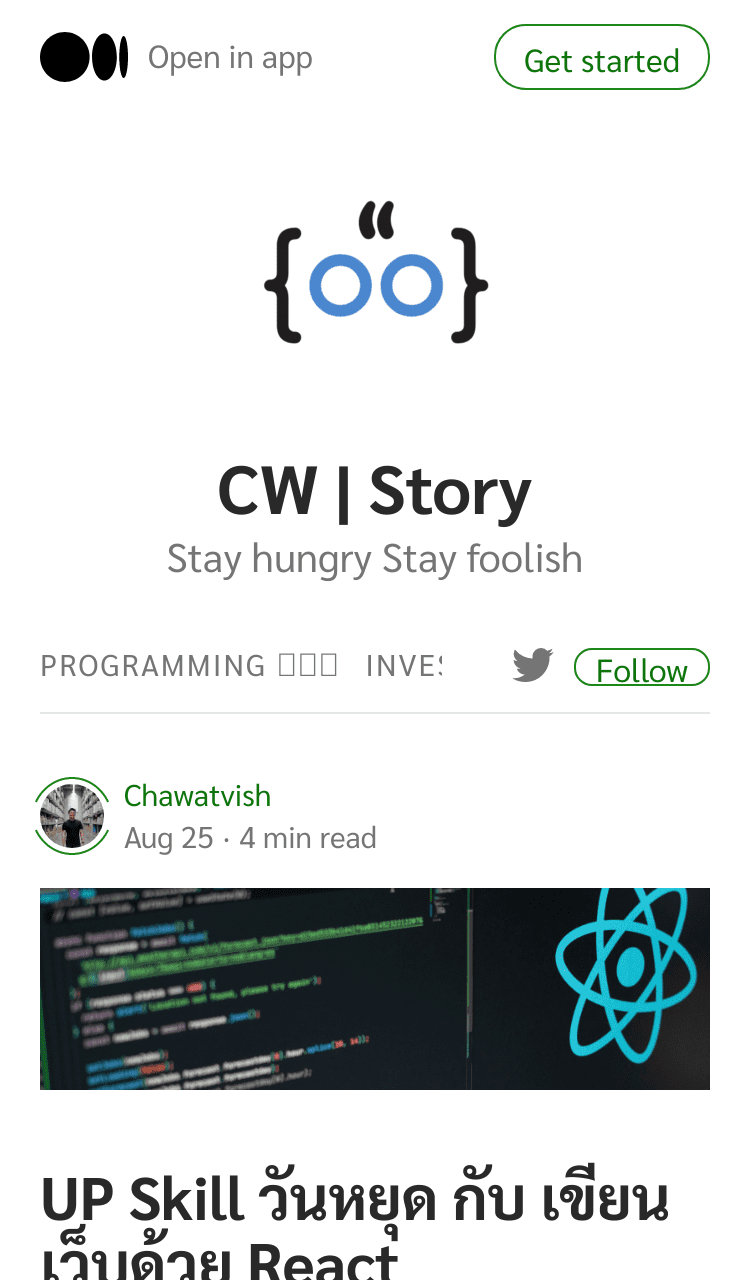 Open in app
Get started
{oo}
CW | Story
Stay hungry Stay foolish
PROGRAMMING
Follow
Chawatvish
Aug 25 · 4 min read
UP Skill วันหยุด กับ เขียน
เว็บด้วย React